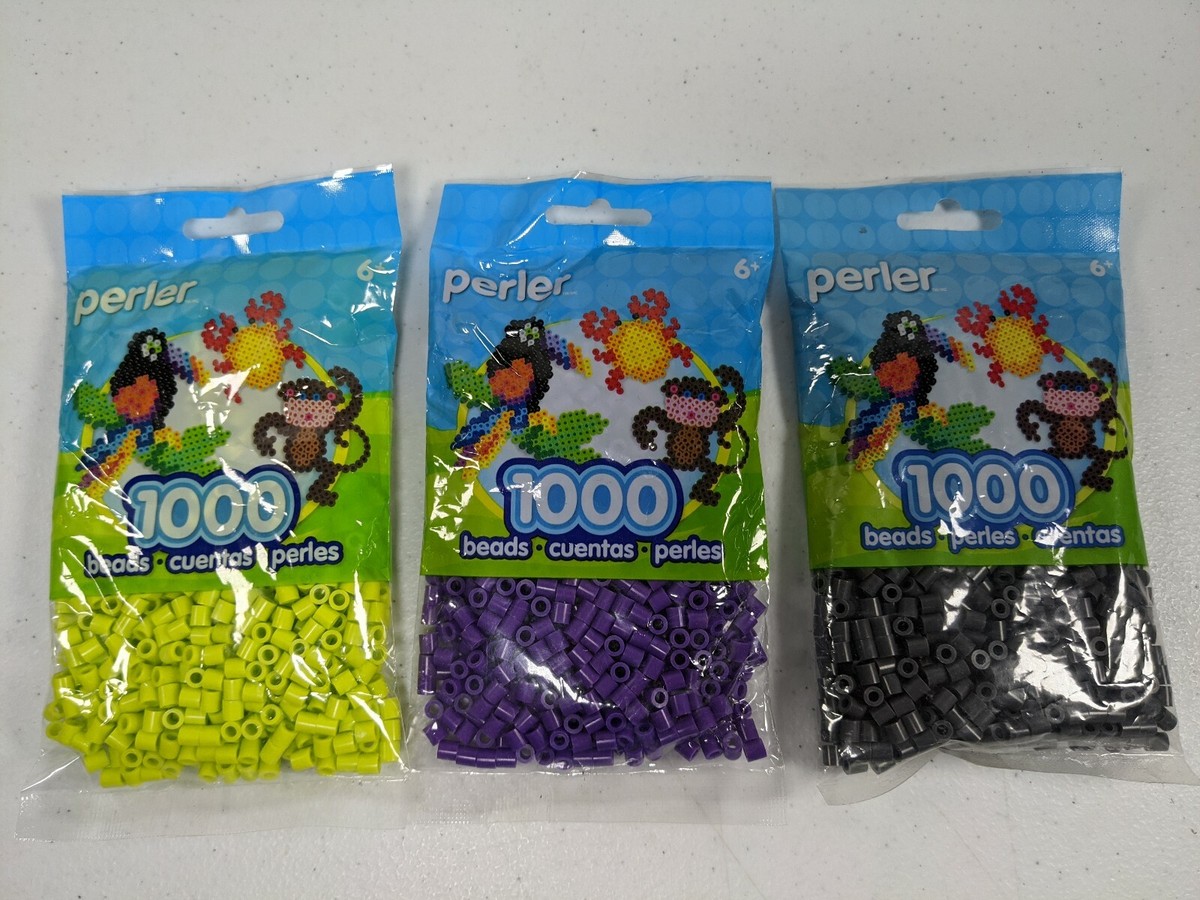 perler
6
1000
beads · cuentas · perles
perler
6+
1000
beads · cuentas · perles
perler
6+
1000
beads · perles · cuentas